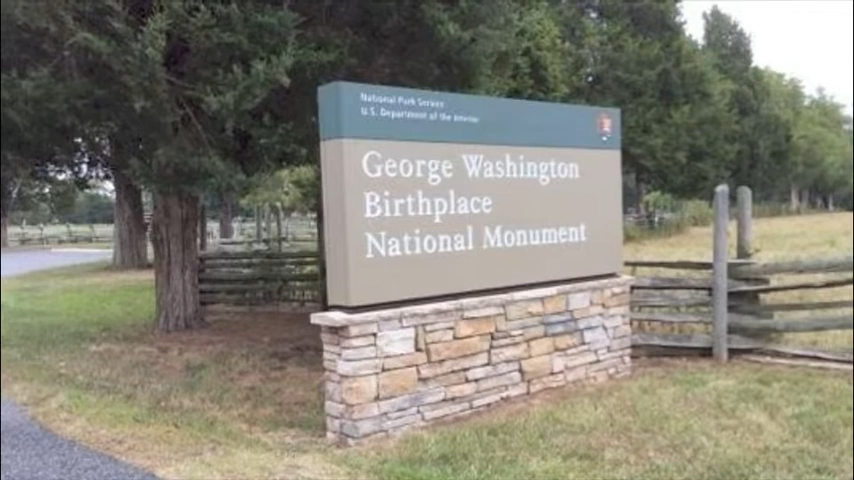 National Park Service
U.S. Department of the Interior
George Washington
Birthplace
National Monument